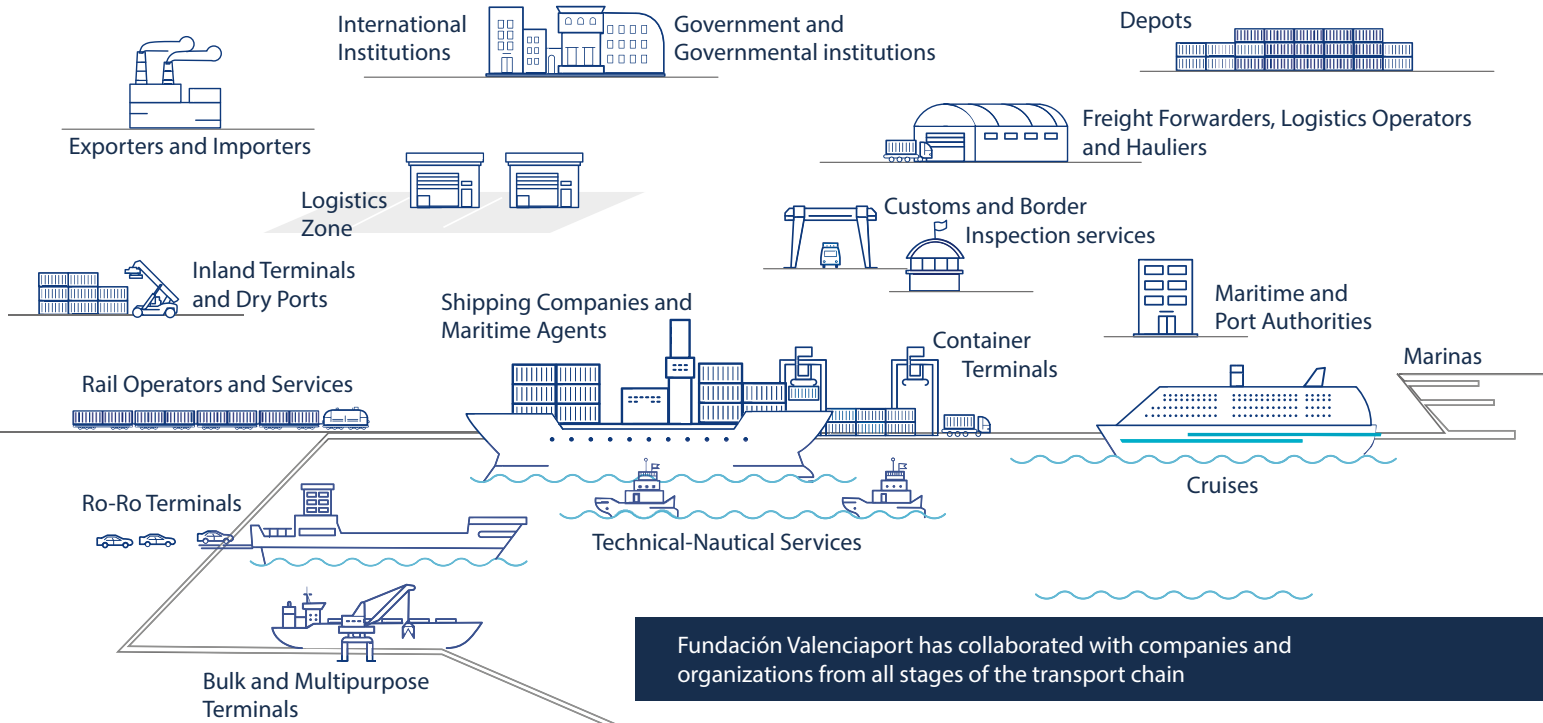 International
Institutions
Government and
Governmental institutions
Depots
Exporters and Importers
Freight Forwarders, Logistics Operators
and Hauliers
Logistics
Zone
Customs and Border
Inspection services
Inland Terminals
and Dry Ports
Shipping Companies and
Maritime Agents
Maritime and
Port Authorities
Container
Terminals
Marinas
Rail Operators and Services
Cruises
Ro-Ro Terminals
Technical-Nautical Services
Bulk and Multipurpose
Terminals
Fundación Valenciaport has collaborated with companies and
organizations from all stages of the transport chain